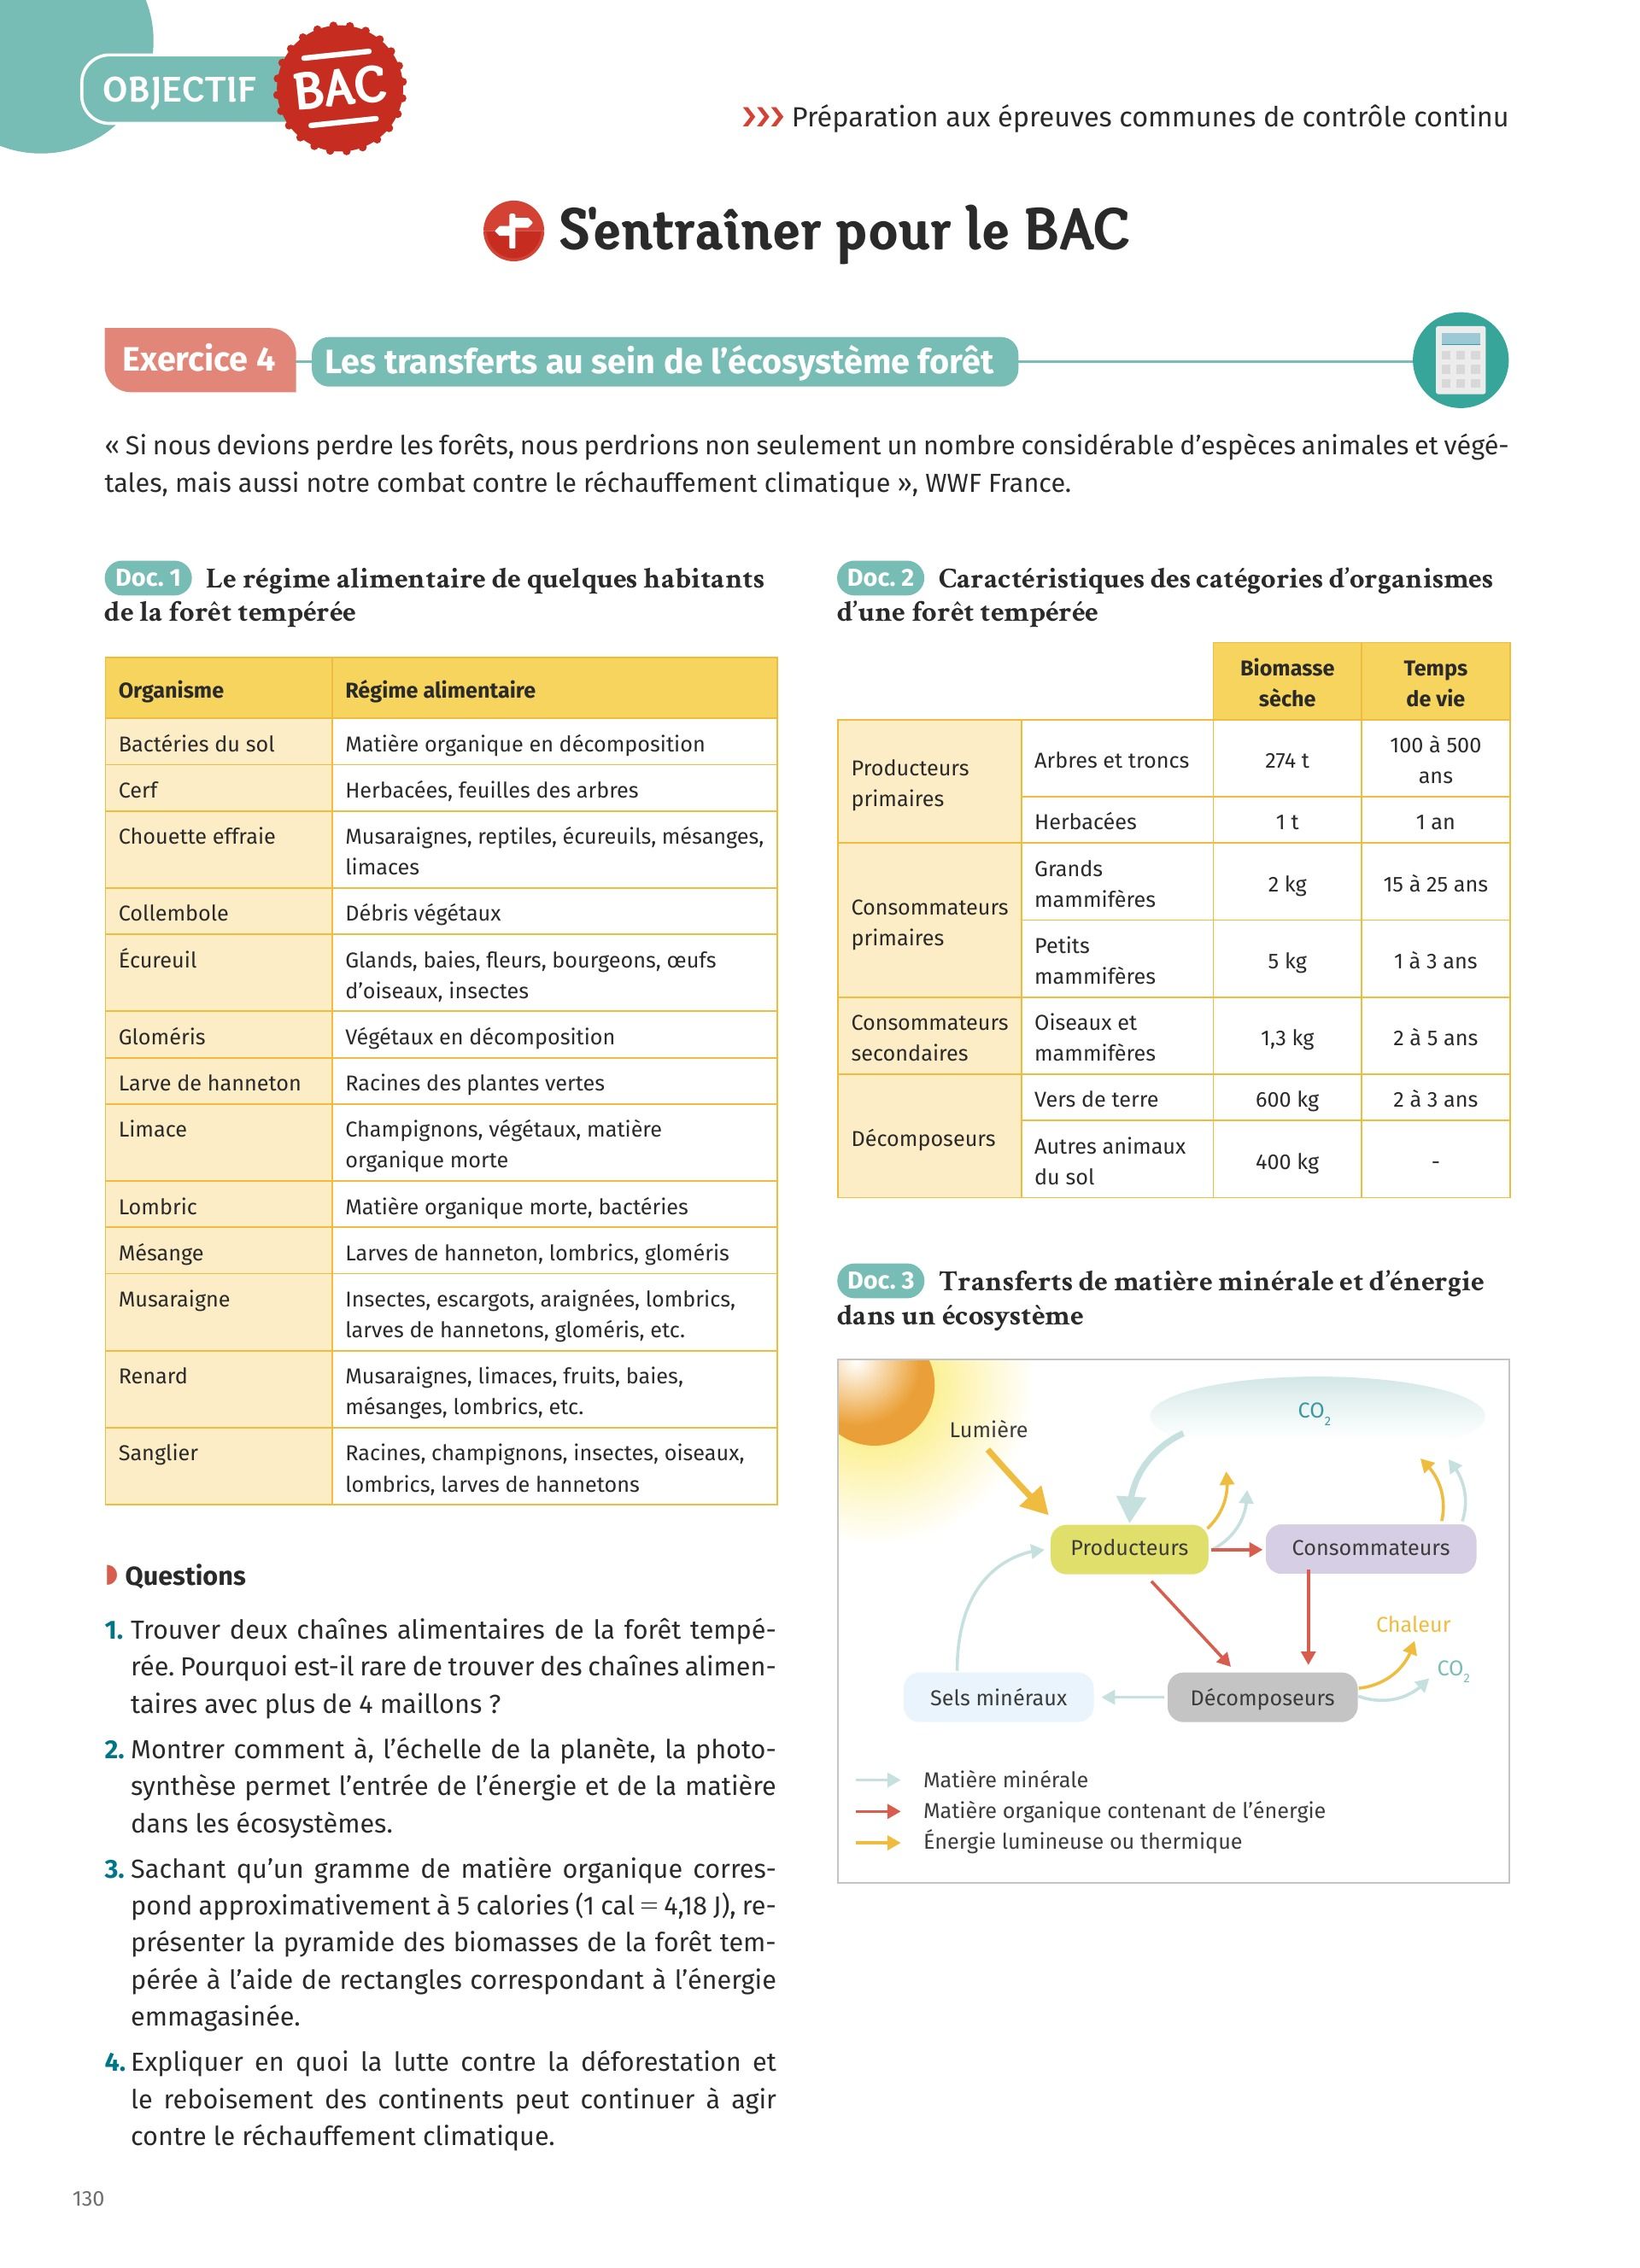 OBJECTIF
BAC
Préparation aux épreuves communes de contrôle continu
S'entraîner pour le BAC
Exercice 4
Les transferts au sein de l'écosystème forêt
« Si nous devions perdre les forêts, nous perdrions non seulement un nombre considérable d'espèces animales et végé-
tales, mais aussi notre combat contre le réchauffement climatique », WWF France.
Doc. 1 Le régime alimentaire de quelques habitants
de la forêt tempérée
Organisme Régime alimentaire
Bactéries du sol Matière organique en décomposition
Cerf Herbacées, feuilles des arbres
Chouette effraie Musaraignes, reptiles, écureuils, mésanges,
limaces
Collembole Débris végétaux
Écureuil Glands, baies, fleurs, bourgeons, œufs
d'oiseaux, insectes
Gloméris Végétaux en décomposition
Larve de hanneton Racines des plantes vertes
Limace Champignons, végétaux, matière
organique morte
Lombric Matière organique morte, bactéries
Mésange Larves de hanneton, lombrics, gloméris
Musaraigne Insectes, escargots, araignées, lombrics,
larves de hannetons, gloméris, etc.
Renard Musaraignes, limaces, fruits, baies,
mésanges, lombrics, etc.
Sanglier Racines, champignons, insectes, oiseaux,
lombrics, larves de hannetons
Questions
1. Trouver deux chaînes alimentaires de la forêt tempé-
rée. Pourquoi est-il rare de trouver des chaînes alimen-
taires avec plus de 4 maillons ?
2. Montrer comment à, l'échelle de la planète, la photo-
synthèse permet l'entrée de l'énergie et de la matière
dans les écosystèmes.
3. Sachant qu'un gramme de matière organique corres-
pond approximativement à 5 calories (1 cal = 4,18 J), re-
présenter la pyramide des biomasses de la forêt tem-
pérée à l'aide de rectangles correspondant à l'énergie
emmagasinée.
4. Expliquer en quoi la lutte contre la déforestation et
le reboisement des continents peut continuer à agir
contre le réchauffement climatique.
Doc. 2 Caractéristiques des catégories d'organismes
d'une forêt tempérée
Biomasse
sèche
Temps
de vie
Producteurs
primaires
Arbres et troncs 274 t 100 à 500
ans
Herbacées 1 t 1 an
Consommateurs
primaires
Grands
mammifères
2 kg 15 à 25 ans
Petits
mammifères
5 kg 1 à 3 ans
Consommateurs
secondaires
Oiseaux et
mammifères
1,3 kg 2 à 5 ans
Décomposeurs
Vers de terre 600 kg 2 à 3 ans
Autres animaux
du sol
400 kg -
Doc. 3 Transferts de matière minérale et d'énergie
dans un écosystème
CO2
Lumière
Producteurs Consommateurs
Chaleur
CO2
Sels minéraux Décomposeurs
Matière minérale
Matière organique contenant de l'énergie
Énergie lumineuse ou thermique
130